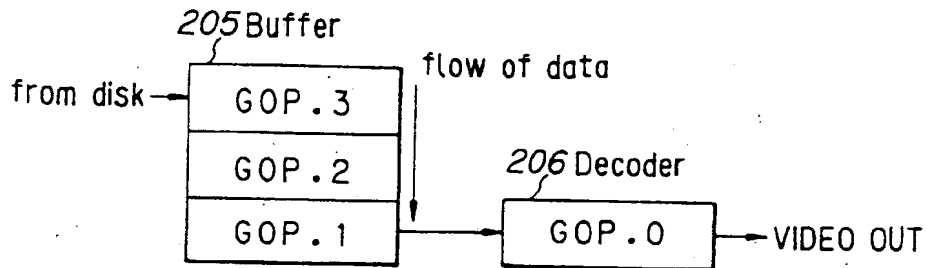 205 Buffer
from disk
GOP.3
flow of data
GOP.2
206 Decoder
GOP.1
GOP.0
VIDEO OUT